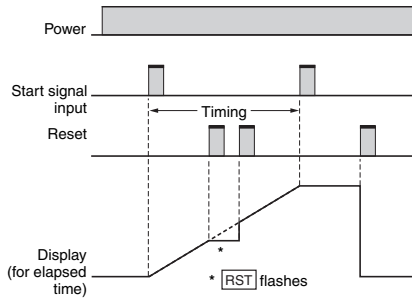 Power
Start signal
input
Timing
Reset
*
Display
(for elapsed
time)
* RST flashes